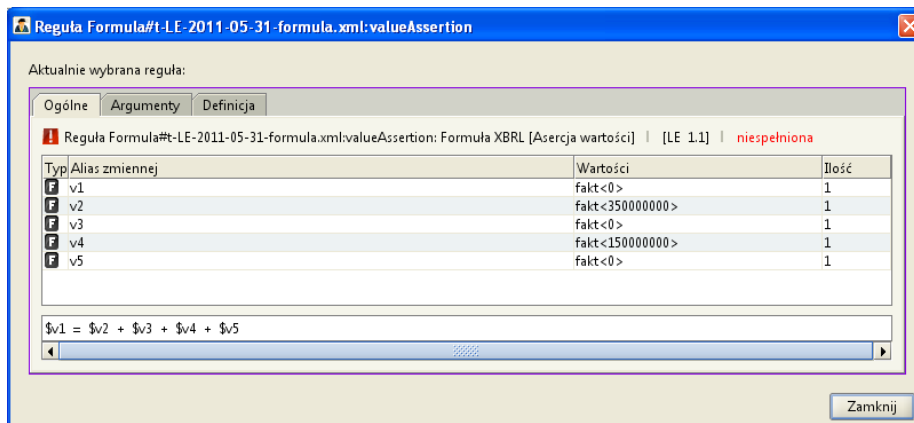 Reguła Formula#t-LE-2011-05-31-formula.xml:valueAssertion
Aktualnie wybrana reguła:
Ogólne Argumenty Definicja
Reguła Formula#t-LE-2011-05-31-formula.xml:valueAssertion: Formuła XBRL [Asercja wartości] | [LE 1.1] | niespełniona
Typ Alias zmiennej Wartości Ilość
F v1 fakt<0> 1
F v2 fakt<350000000> 1
F v3 fakt<0> 1
F v4 fakt<150000000> 1
F v5 fakt<0> 1
$v1 = $v2 + $v3 + $v4 + $v5
Zamknij